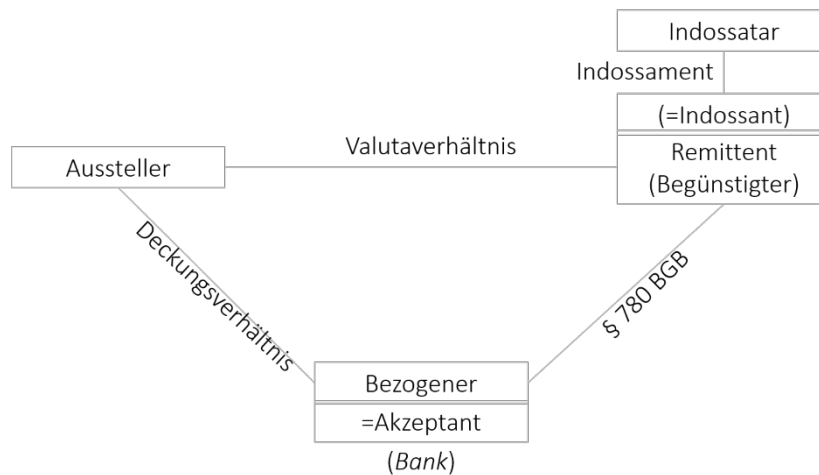 Indossatar
Indossament
(=Indossant)
Valutaverhältnis
Aussteller
Remittent
(Begünstigter)
Deckungsverhältnis
§ 780 BGB
Bezogener
=Akzeptant
(Bank)